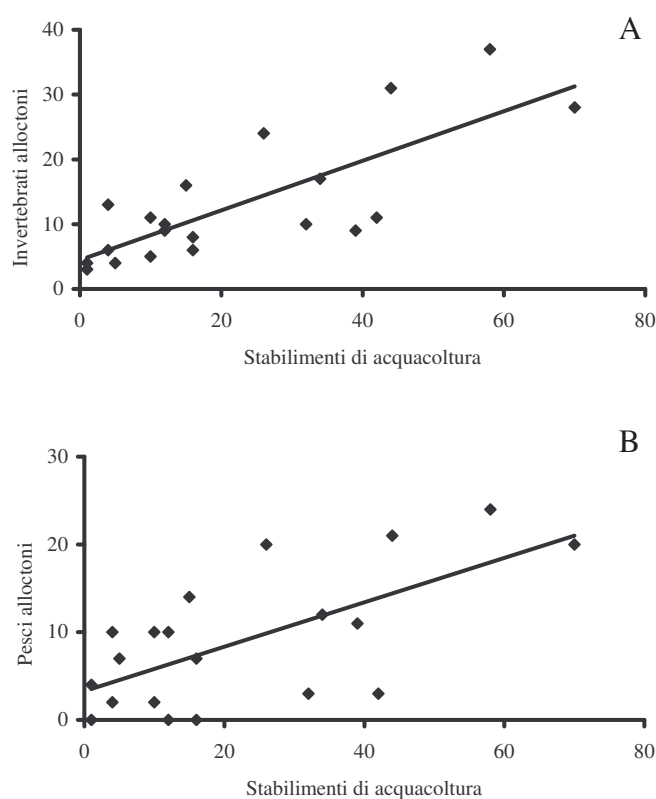 A
40
30
20
10
0
Invertebrati alloctoni
0 20 40 60 80
Stabilimenti di acquacoltura
B
30
20
10
0
Pesci alloctoni
0 20 40 60 80
Stabilimenti di acquacoltura